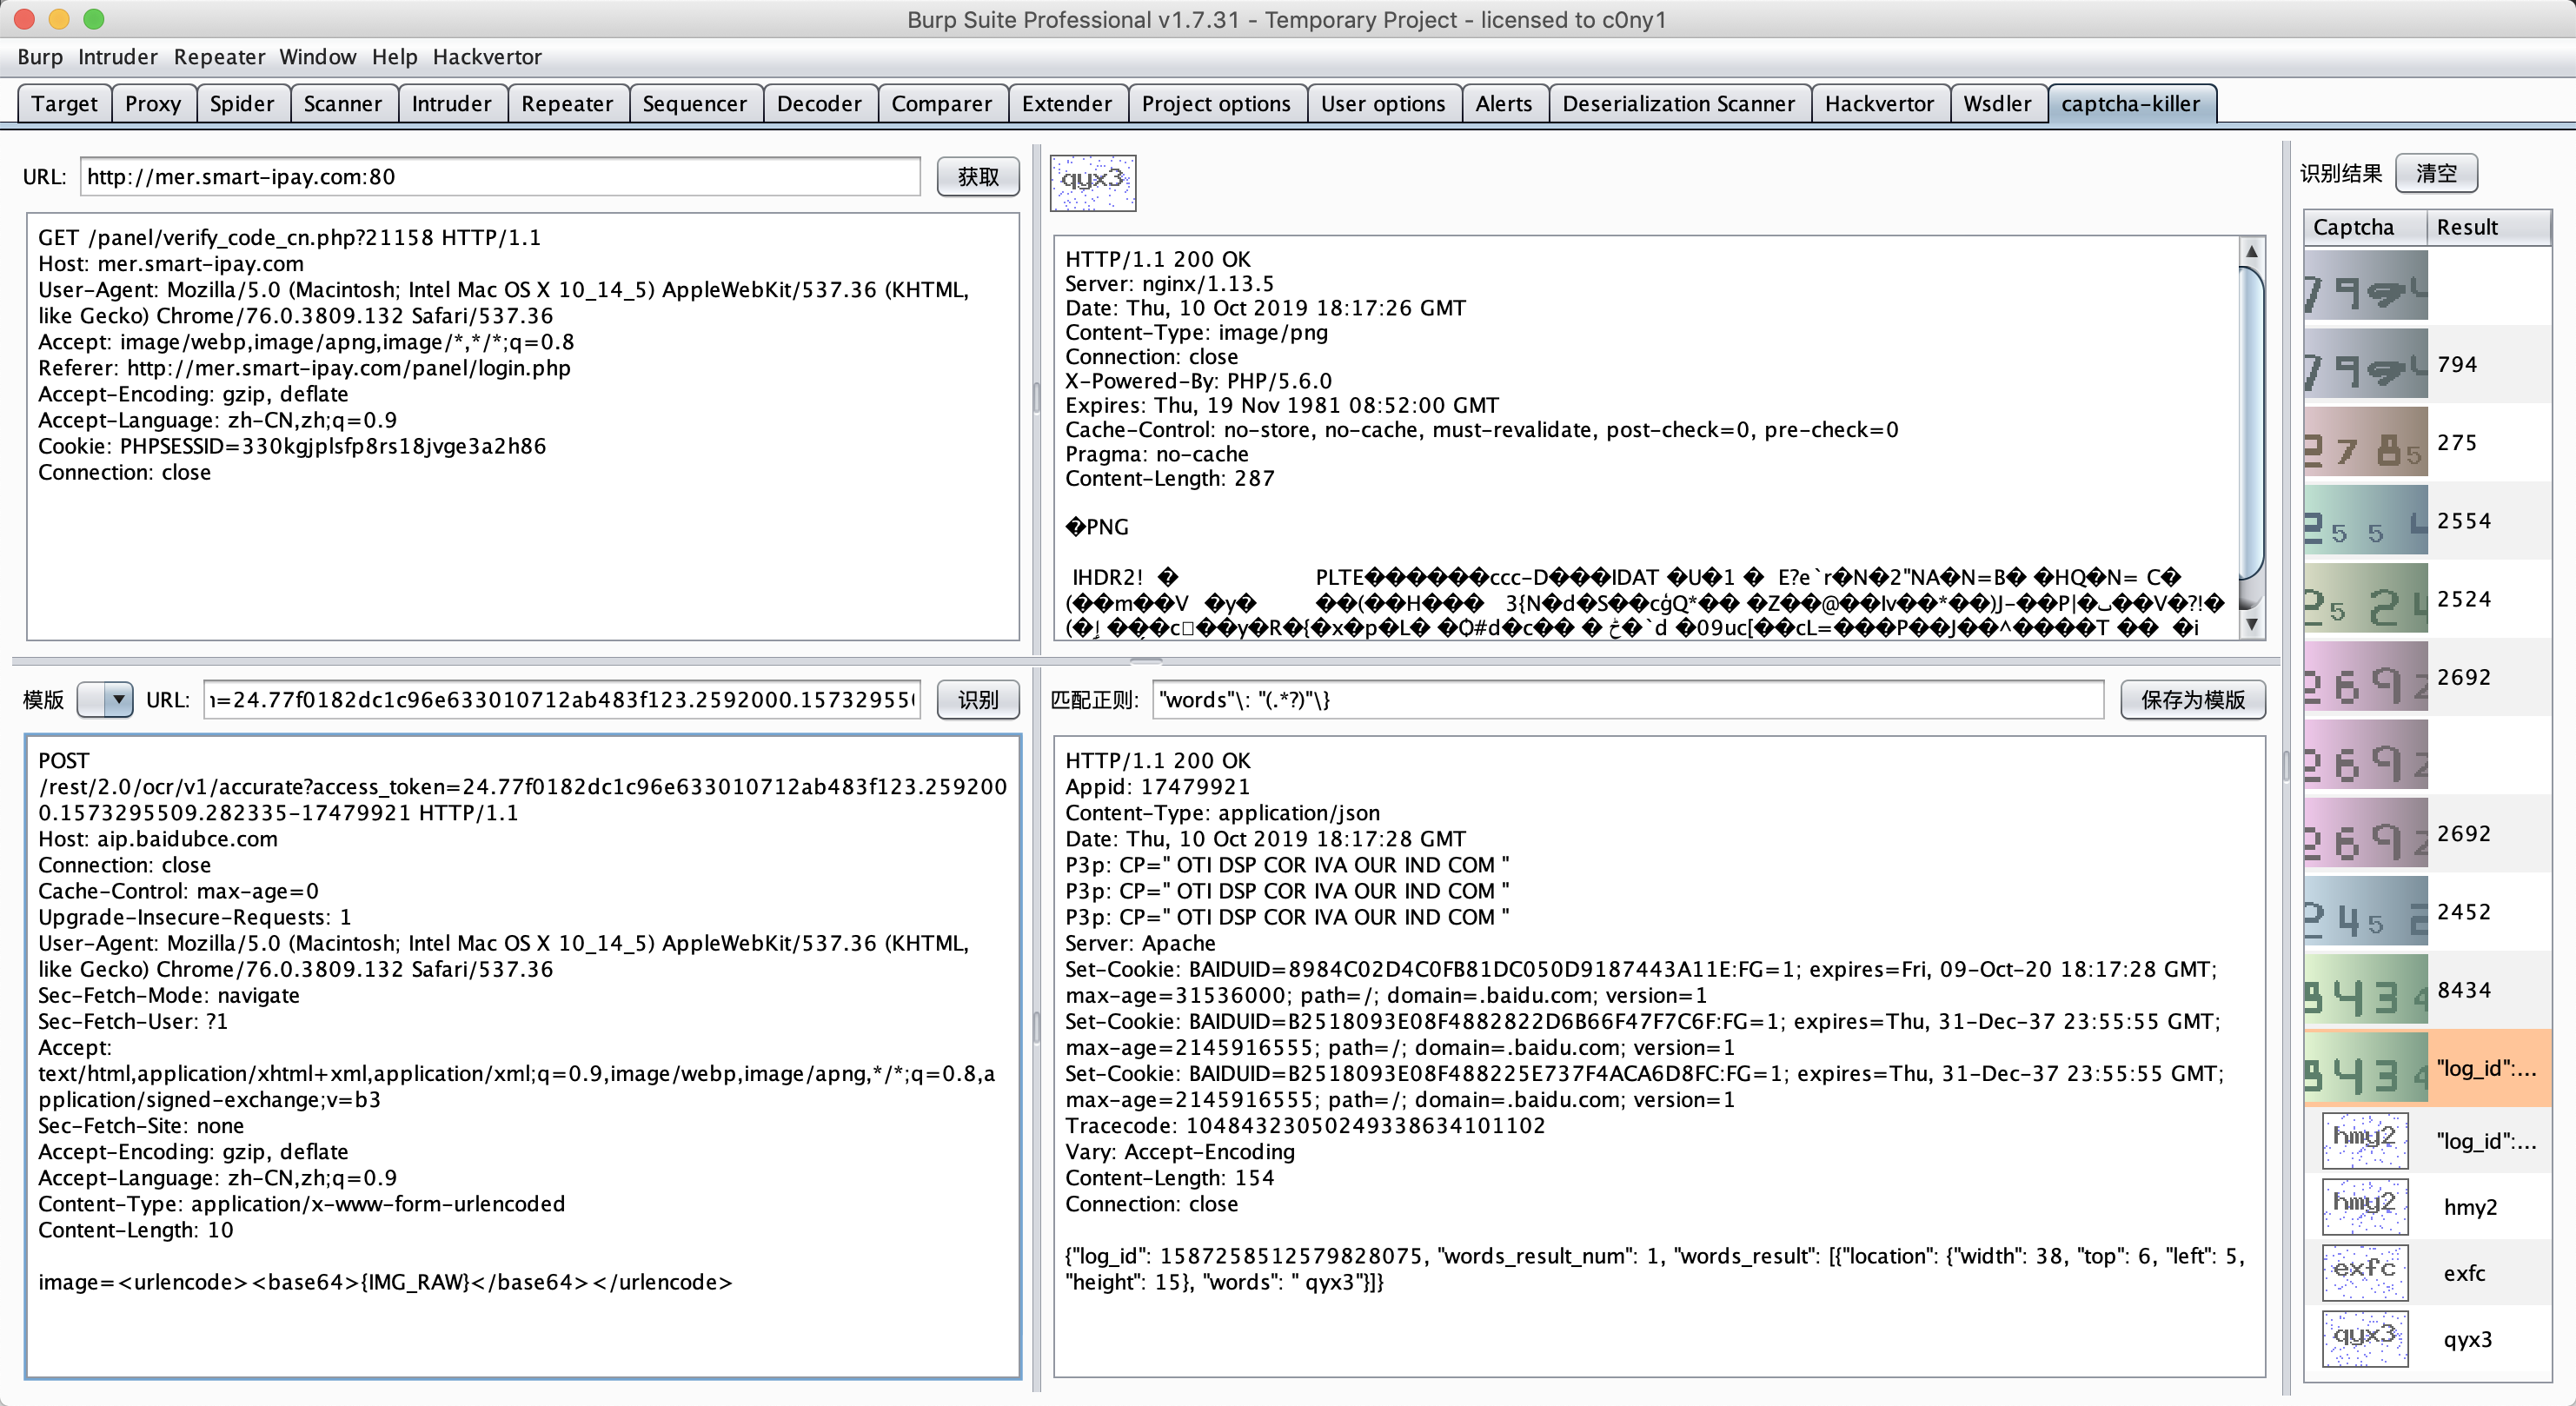 Burp Suite Professional v1.7.31 - Temporary Project - licensed to c0ny1
Burp Intruder Repeater Window Help Hackvertor
Target Proxy Spider Scanner Intruder Repeater Sequencer Decoder Comparer Extender Project options User options Alerts Deserialization Scanner Hackvertor Wsdler captcha-killer
URL: http://mer.smart-ipay.com:80 获取
GET /panel/verify_code_cn.php?21158 HTTP/1.1
Host: mer.smart-ipay.com
User-Agent: Mozilla/5.0 (Macintosh; Intel Mac OS X 10_14_5) AppleWebKit/537.36 (KHTML,
like Gecko) Chrome/76.0.3809.132 Safari/537.36
Accept: image/webp,image/apng,image/*,*/*;q=0.8
Referer: http://mer.smart-ipay.com/panel/login.php
Accept-Encoding: gzip, deflate
Accept-Language: zh-CN,zh;q=0.9
Cookie: PHPSESSID=330kgjplsfp8rs18jvge3a2h86
Connection: close
qyx3
HTTP/1.1 200 OK
Server: nginx/1.13.5
Date: Thu, 10 Oct 2019 18:17:26 GMT
Content-Type: image/png
Connection: close
X-Powered-By: PHP/5.6.0
Expires: Thu, 19 Nov 1981 08:52:00 GMT
Cache-Control: no-store, no-cache, must-revalidate, post-check=0, pre-check=0
Pragma: no-cache
Content-Length: 287
�PNG
模版 URL: =24.77f0182dc1c96e633010712ab483f123.2592000.15732955 识别
POST
/rest/2.0/ocr/v1/accurate?access_token=24.77f0182dc1c96e633010712ab483f123.259200
0.1573295509.282335-17479921 HTTP/1.1
Host: aip.baidubce.com
Connection: close
Cache-Control: max-age=0
Upgrade-Insecure-Requests: 1
User-Agent: Mozilla/5.0 (Macintosh; Intel Mac OS X 10_14_5) AppleWebKit/537.36 (KHTML,
like Gecko) Chrome/76.0.3809.132 Safari/537.36
Sec-Fetch-Mode: navigate
Sec-Fetch-User: ?1
Accept:
text/html,application/xhtml+xml,application/xml;q=0.9,image/webp,image/apng,*/*;q=0.8,a
pplication/signed-exchange;v=b3
Sec-Fetch-Site: none
Accept-Encoding: gzip, deflate
Accept-Language: zh-CN,zh;q=0.9
Content-Type: application/x-www-form-urlencoded
Content-Length: 10
image=<urlencode><base64>{IMG_RAW}</base64></urlencode>
匹配正则: "words"\: "(.*?)"\} 保存为模版
HTTP/1.1 200 OK
Appid: 17479921
Content-Type: application/json
Date: Thu, 10 Oct 2019 18:17:28 GMT
P3p: CP=" OTI DSP COR IVA OUR IND COM "
P3p: CP=" OTI DSP COR IVA OUR IND COM "
P3p: CP=" OTI DSP COR IVA OUR IND COM "
Server: Apache
Set-Cookie: BAIDUID=8984C02D4C0FB81DC050D9187443A11E:FG=1; expires=Fri, 09-Oct-20 18:17:28 GMT;
max-age=31536000; path=/; domain=.baidu.com; version=1
Set-Cookie: BAIDUID=B2518093E08F4882822D6B66F47F7C6F:FG=1; expires=Thu, 31-Dec-37 23:55:55 GMT;
max-age=2145916555; path=/; domain=.baidu.com; version=1
Set-Cookie: BAIDUID=B2518093E08F488225E737F4ACA6D8FC:FG=1; expires=Thu, 31-Dec-37 23:55:55 GMT;
max-age=2145916555; path=/; domain=.baidu.com; version=1
Tracecode: 10484323050249338634101102
Vary: Accept-Encoding
Content-Length: 154
Connection: close
{"log_id": 1587258512579828075, "words_result_num": 1, "words_result": [{"location": {"width": 38, "top": 6, "left": 5,
"height": 15}, "words": " qyx3"}]}
识别结果 清空
Captcha Result
7994
7994 794
2785 275
2554 2554
2524 2524
2692 2692
2692
2692 2692
2452 2452
8434 8434
8434 "log_id":...
hmy2 "log_id":...
hmy2 hmy2
exfc exfc
qyx3 qyx3